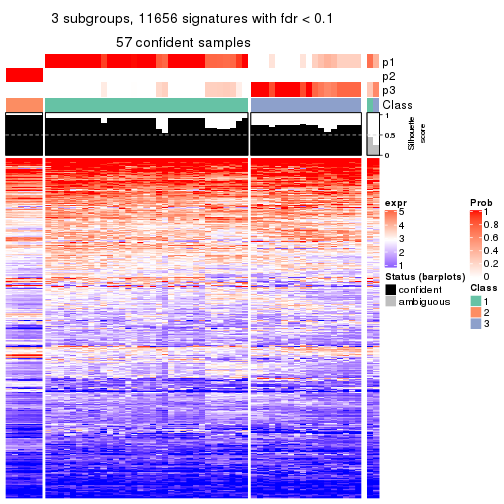 3 subgroups, 11656 signatures with fdr < 0.1
57 confident samples
p1
p2
p3
Class
1
0.5
0
Silhouette
score
expr
5
4
3
2
1
Status (barplots)
confident
ambiguous
Prob
1
0.8
0.6
0.4
0.2
0
Class
1
2
3